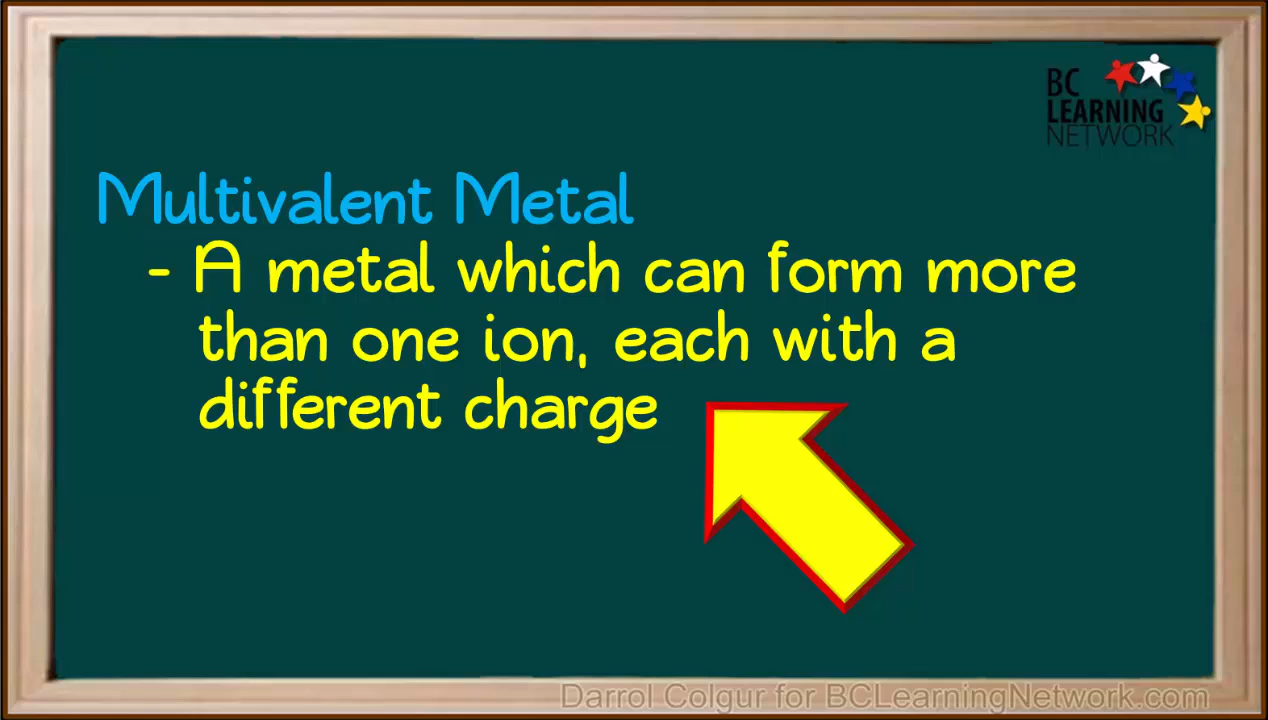 BC
LEARNING
NETWORK
Multivalent Metal
- A metal which can form more
than one ion, each with a
different charge
Darrol Colgur for BCLearningNetwork.com